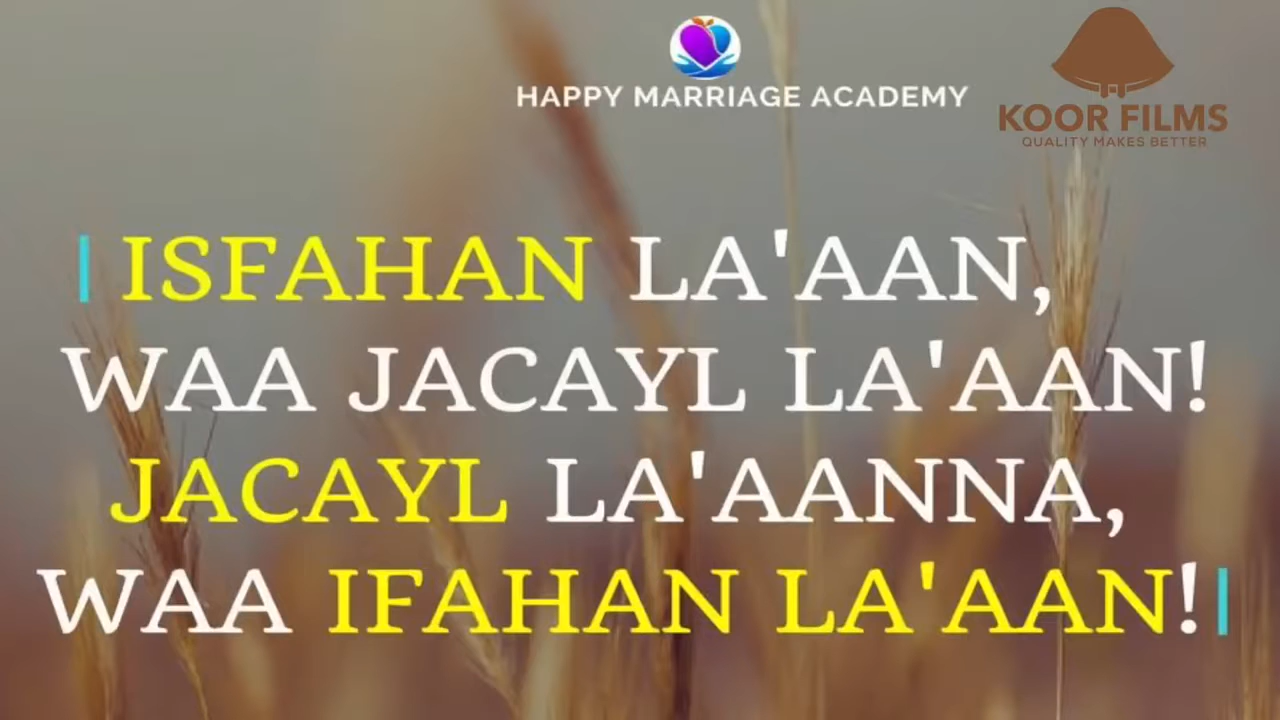 HAPPY MARRIAGE ACADEMY
KOOR FILMS
QUALITY MAKES BETTER
ISFAHAN LA'AAN,
WAA JACAYL LA'AAN!
JACAYL LA'AANNA,
WAA IFAHAN LA'AAN!